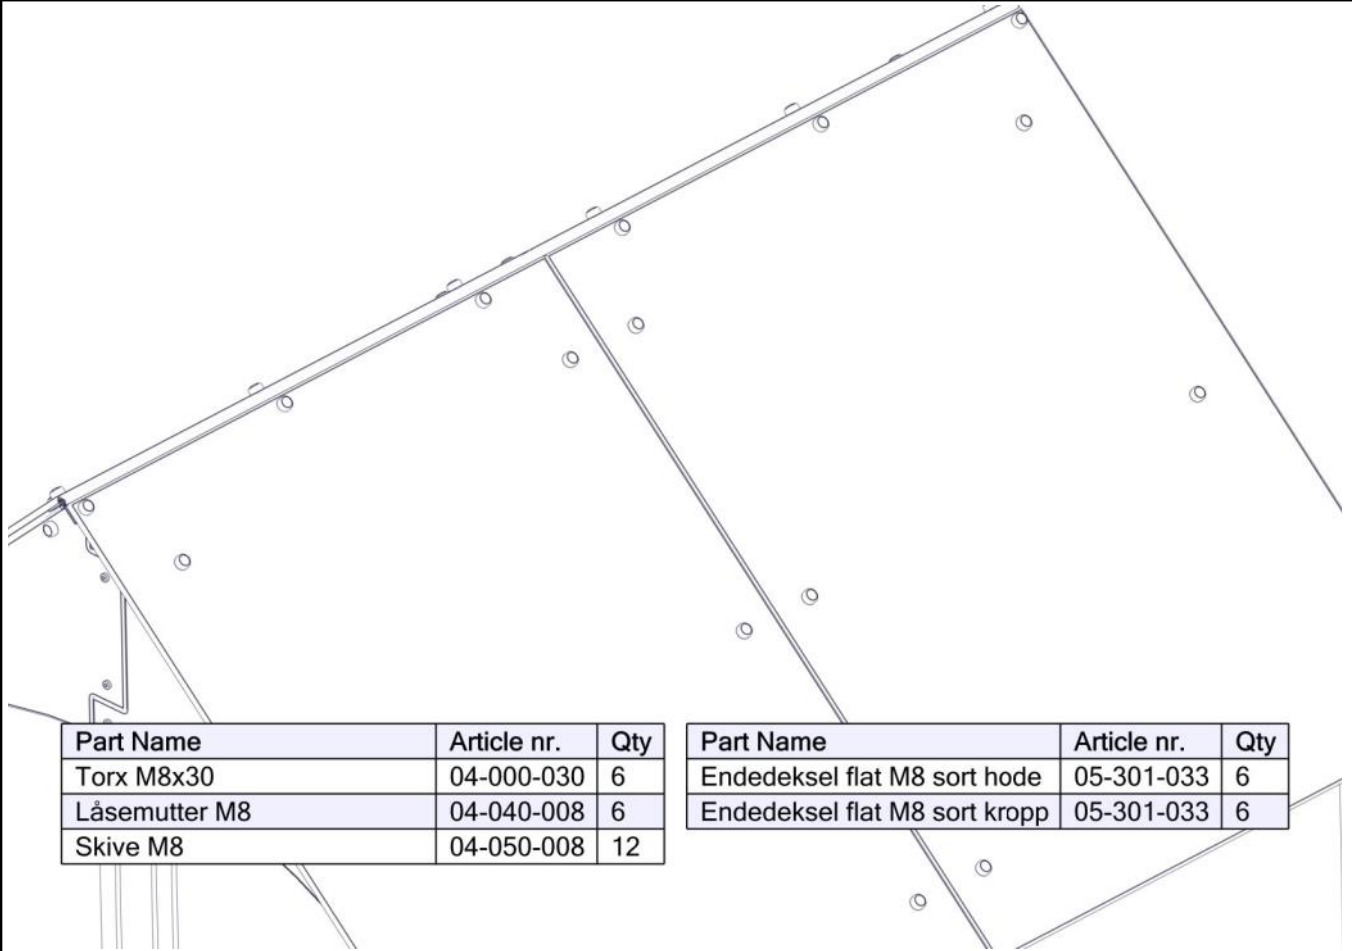 Part Name Article nr. Qty
Torx M8x30 04-000-030 6
Låsemutter M8 04-040-008 6
Skive M8 04-050-008 12
Part Name Article nr. Qty
Endedeksel flat M8 sort hode 05-301-033 6
Endedeksel flat M8 sort kropp 05-301-033 6